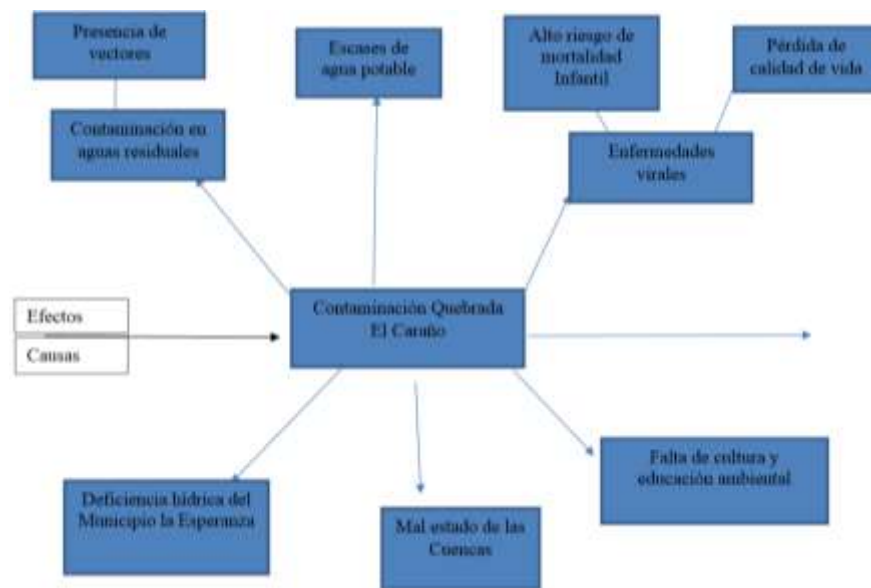 Presencia de
vectores
Escases de
agua potable
Alto riesgo de
mortalidad
Infantil
Pérdida de
calidad de vida
Contaminación en
aguas residuales
Enfermedades
virales
Contaminación Quebrada
El Caraño
Efectos
Causas
Deficiencia hídrica del
Municipio la Esperanza
Mal estado de las
Cuencas
Falta de cultura y
educación ambiental